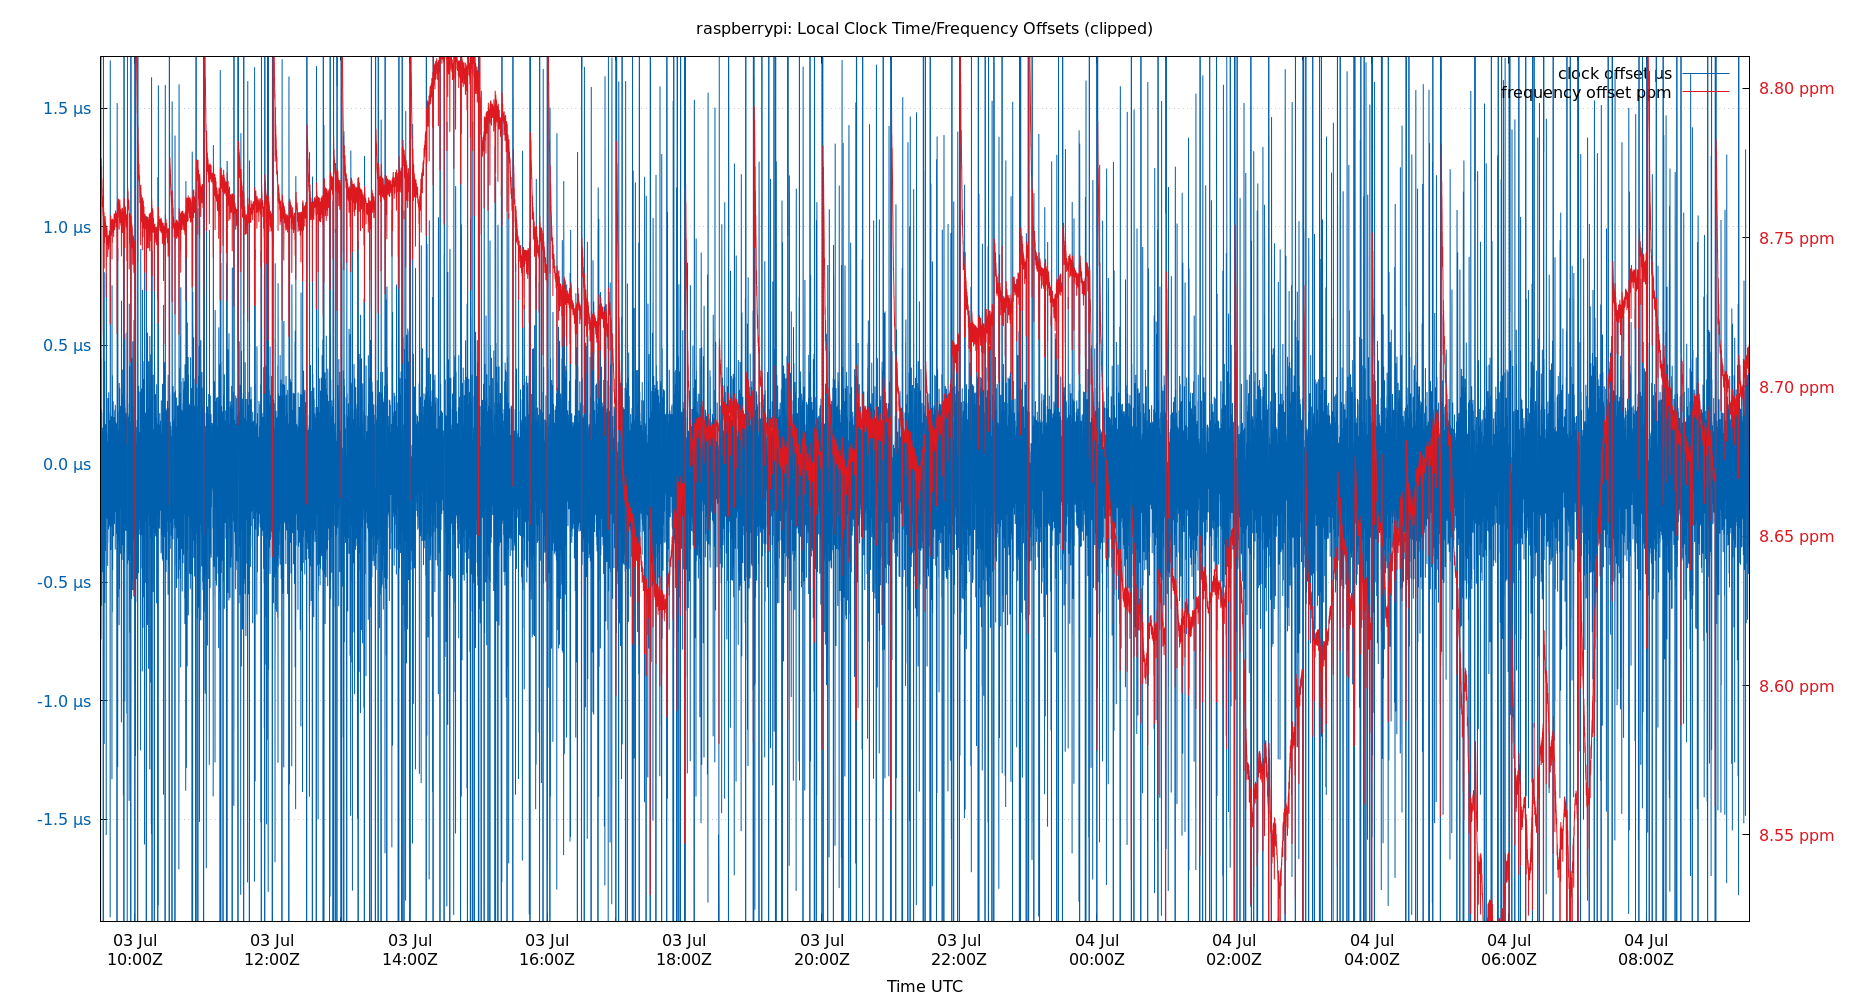 raspberrypi: Local Clock Time/Frequency Offsets (clipped)
clock offset µs
frequency offset ppm
1.5 µs
1.0 µs
0.5 µs
0.0 µs
-0.5 µs
-1.0 µs
-1.5 µs
8.80 ppm
8.75 ppm
8.70 ppm
8.65 ppm
8.60 ppm
8.55 ppm
03 Jul 03 Jul 03 Jul 03 Jul 03 Jul 03 Jul 03 Jul 04 Jul 04 Jul 04 Jul 04 Jul 04 Jul
10:00Z 12:00Z 14:00Z 16:00Z 18:00Z 20:00Z 22:00Z 00:00Z 02:00Z 04:00Z 06:00Z 08:00Z
Time UTC